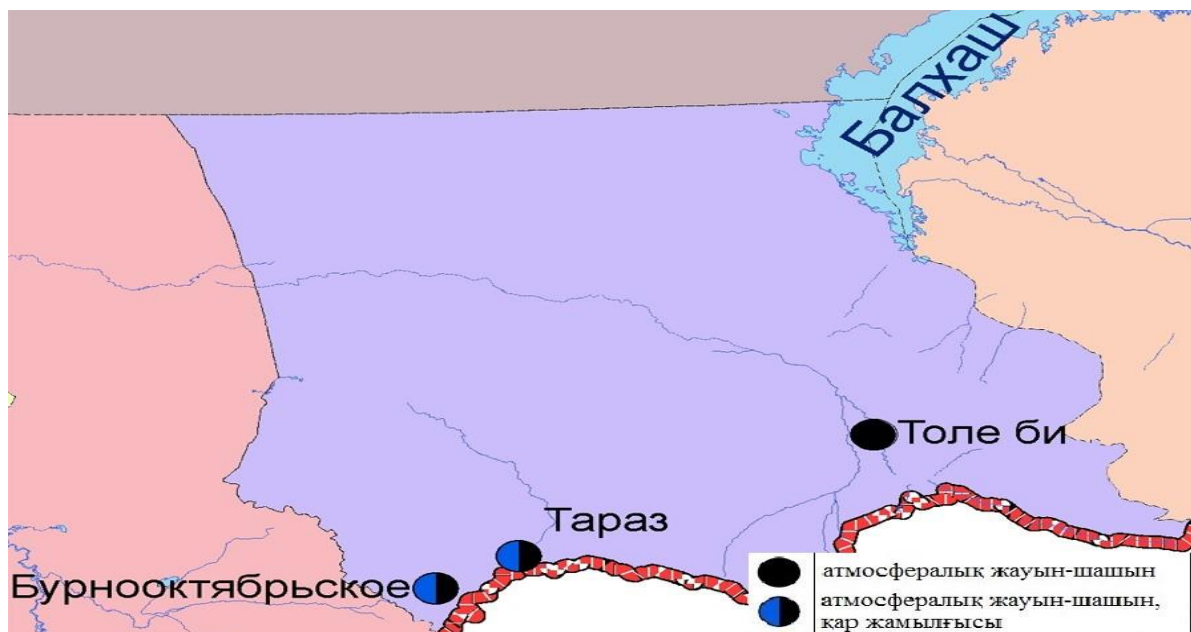 Балхаш
Толе би
Тараз
Бурнооктябрьское
атмосфералық жауын-шашын
атмосфералық жауын-шашын,
қар жамылғысы